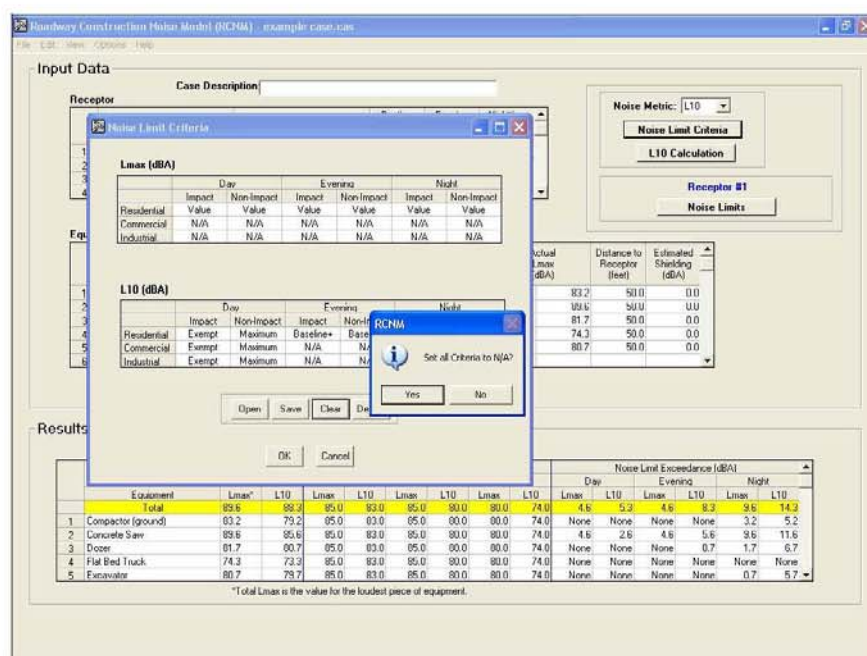 Roadway Construction Noise Model (RCNM) - example case.cas
File Edit View Options Help
Input Data
Case Description:
Receptor
Noise Metric: L10
Noise Limit Criteria
L10 Calculation
Receptor #1
Noise Limits
Noise Limit Criteria
Lmax (dBA)
Day Evening Night
Impact Non-Impact Impact Non-Impact Impact Non-Impact
Residential Value Value Value Value Value Value
Commercial N/A N/A N/A N/A N/A N/A
Industrial N/A N/A N/A N/A N/A N/A
L10 (dBA)
Day Evening Night
Impact Non-Impact Impact
Residential Exempt Maximum Baseline+
Commercial Exempt Maximum N/A
Industrial Exempt Maximum N/A
Open Save Clear
OK Cancel
RCNM
Set all Criteria to N/A?
Yes No
Actual Lmax (dBA) Distance to Receptor (feet) Estimated Shielding (dBA)
1 83.2 50.0 0.0
2 89.6 50.0 0.0
3 81.7 50.0 0.0
4 74.3 50.0 0.0
5 80.7 50.0 0.0
6
Results
Noise Limit Exceedance (dBA)
Day Evening Night
Equipment Lmax* L10 Lmax L10 Lmax L10 Lmax L10 Lmax L10 Lmax L10 Lmax L10
Total 89.6 88.3 85.0 83.0 85.0 80.0 80.0 74.0 4.6 5.3 4.6 8.3 9.6 14.3
1 Compactor (ground) 83.2 79.2 85.0 83.0 85.0 80.0 80.0 74.0 None None None None 3.2 5.2
2 Concrete Saw 89.6 85.6 85.0 83.0 85.0 80.0 80.0 74.0 4.6 2.6 4.6 5.6 9.6 11.6
3 Dozer 81.7 80.7 85.0 83.0 85.0 80.0 80.0 74.0 None None None 0.7 1.7 6.7
4 Flat Bed Truck 74.3 73.3 85.0 83.0 85.0 80.0 80.0 74.0 None None None None None None
5 Excavator 80.7 79.7 85.0 83.0 85.0 80.0 80.0 74.0 None None None None 0.7 5.7
*Total Lmax is the value for the loudest piece of equipment.